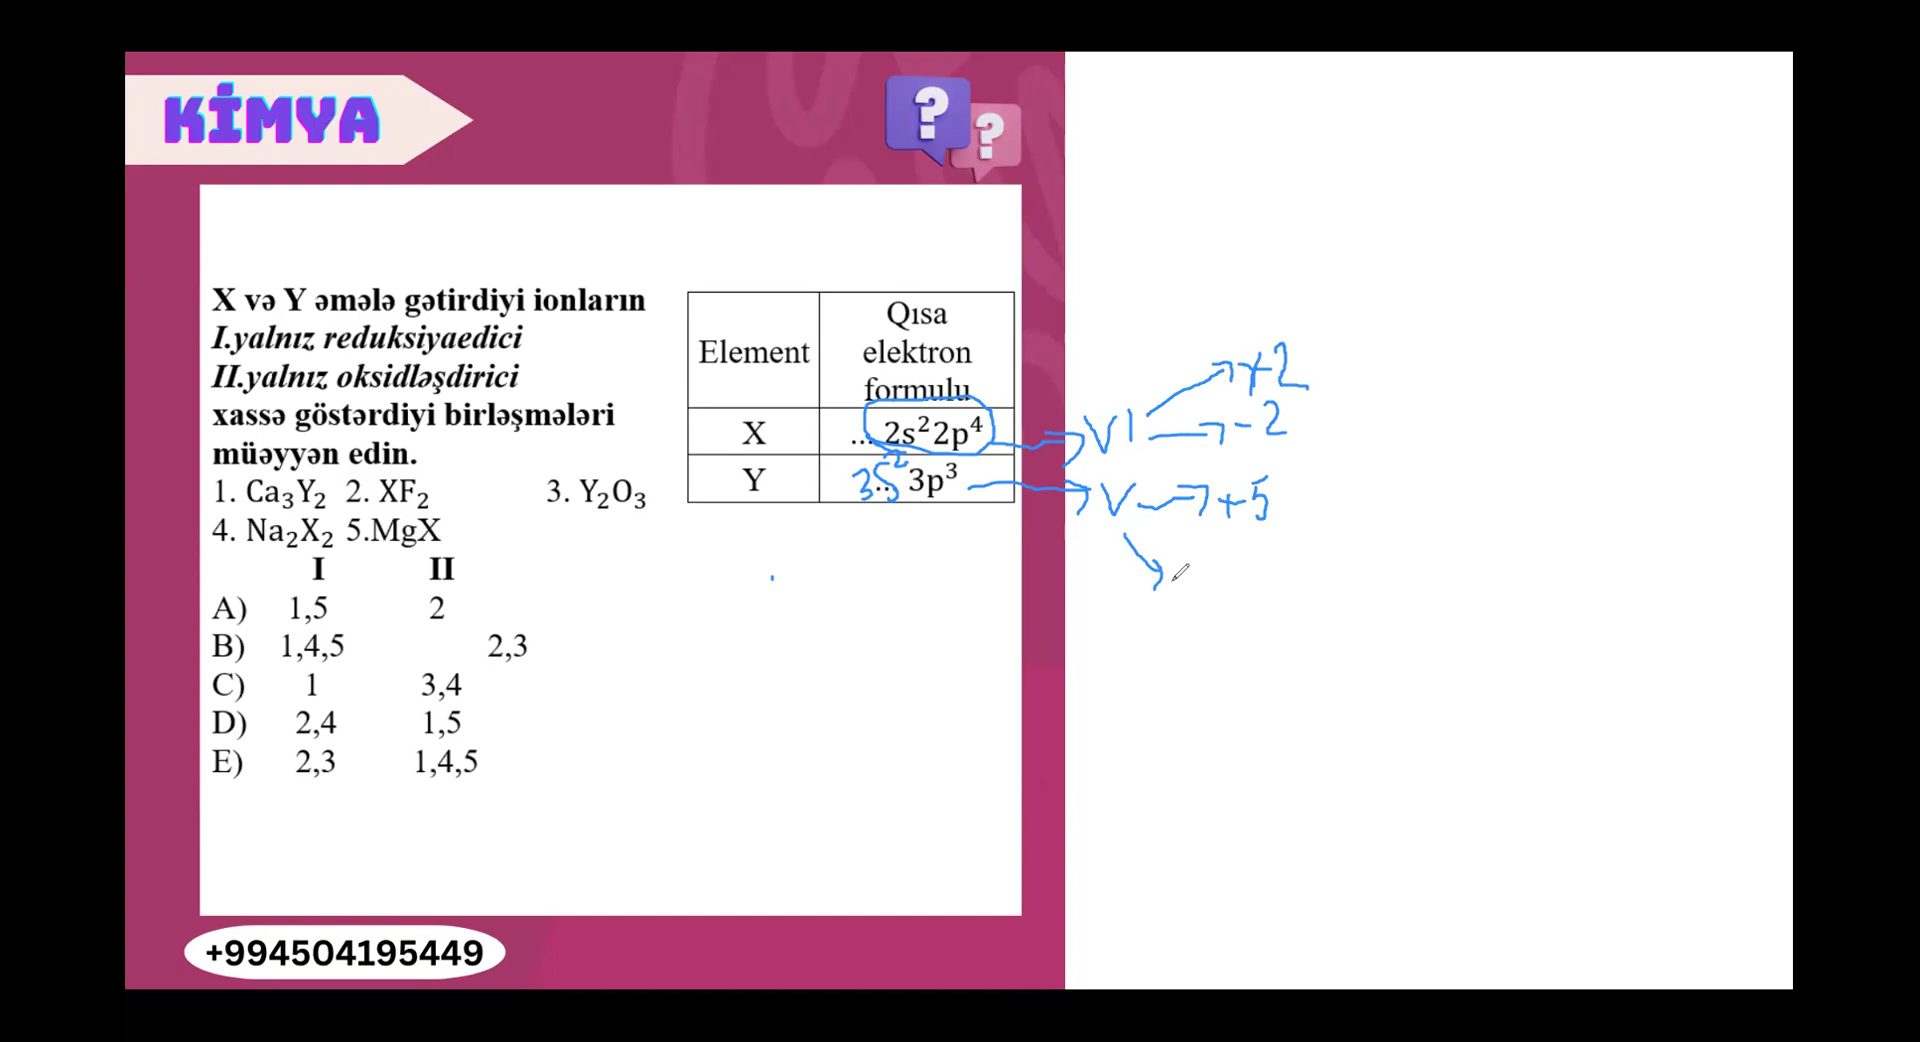 KİMYA
? ?
X və Y əmələ gətirdiyi ionların
I.yalnız reduksiyaedici
II.yalnız oksidləşdirici
xassə göstərdiyi birləşmələri
müəyyən edin.
1. Ca₃Y₂ 2. XF₂ 3. Y₂O₃
4. Na₂X₂ 5.MgX
I II
A) 1,5 2
B) 1,4,5 2,3
C) 1 3,4
D) 2,4 1,5
E) 2,3 1,4,5
Element Qısa elektron formulu
X ... 2s²2p⁴
Y 3S² ... 3p³
VI +2
-2
V +5
+994504195449